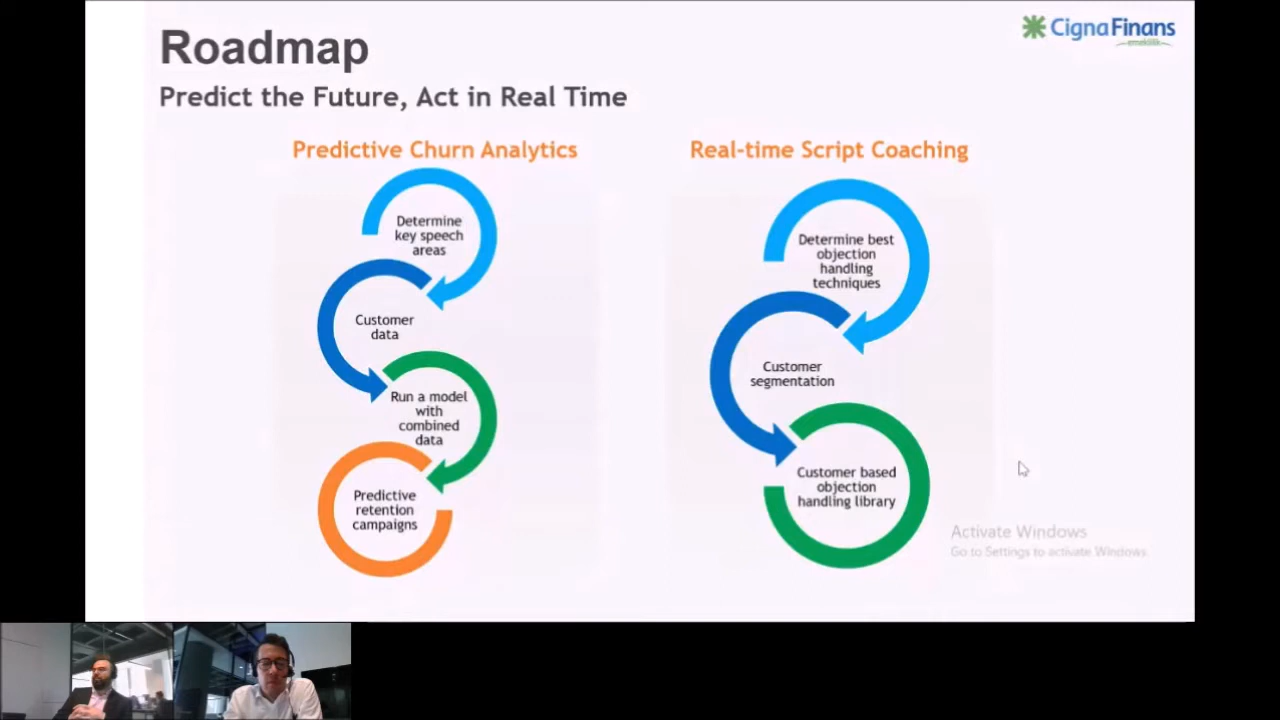 Roadmap
CignaFinans
emeklilik
Predict the Future, Act in Real Time
Predictive Churn Analytics
Determine
key speech
areas
Customer
data
Run a model
with
combined
data
Predictive
retention
campaigns
Real-time Script Coaching
Determine best
objection
handling
techniques
Customer
segmentation
Customer based
objection
handling library
Activate Windows
Go to Settings to activate Windows.